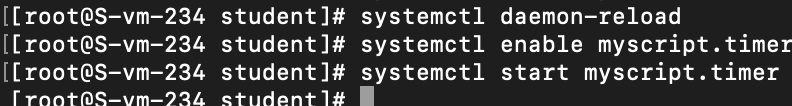 [[root@S-vm-234 student]# systemctl daemon-reload
[[root@S-vm-234 student]# systemctl enable myscript.timer
[[root@S-vm-234 student]# systemctl start myscript.timer
[root@S-vm-234 student]#